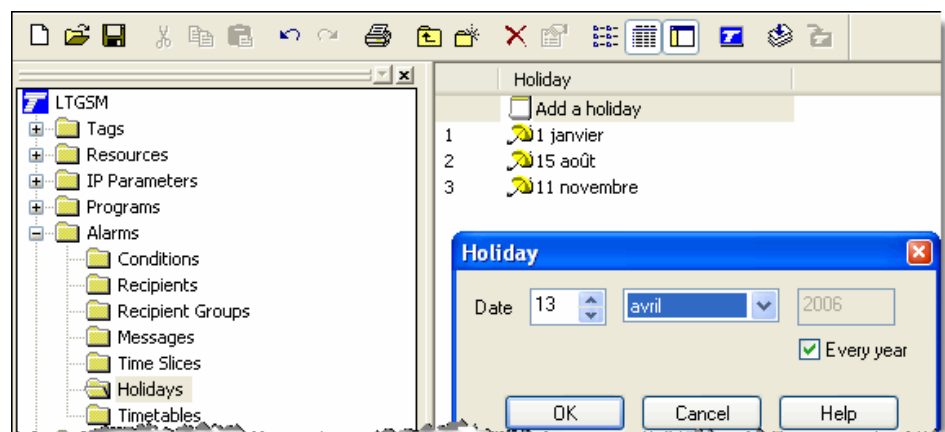 Holiday
LTGSM
Add a holiday
Tags
1 1 janvier
Resources
2 15 août
IP Parameters
3 11 novembre
Programs
Alarms
Conditions
Recipients
Recipient Groups
Messages
Time Slices
Holidays
Timetables
Holiday
Date 13 avril 2006
Every year
OK Cancel Help